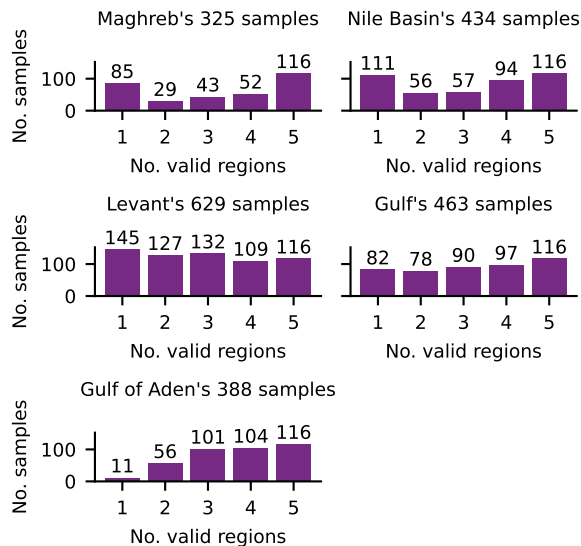 Maghreb's 325 samples
No. samples
100
0
85
29
43
52
116
1 2 3 4 5
No. valid regions
Nile Basin's 434 samples
111
56
57
94
116
1 2 3 4 5
No. valid regions
Levant's 629 samples
No. samples
100
0
145
127
132
109
116
1 2 3 4 5
No. valid regions
Gulf's 463 samples
82
78
90
97
116
1 2 3 4 5
No. valid regions
Gulf of Aden's 388 samples
No. samples
100
0
11
56
101
104
116
1 2 3 4 5
No. valid regions